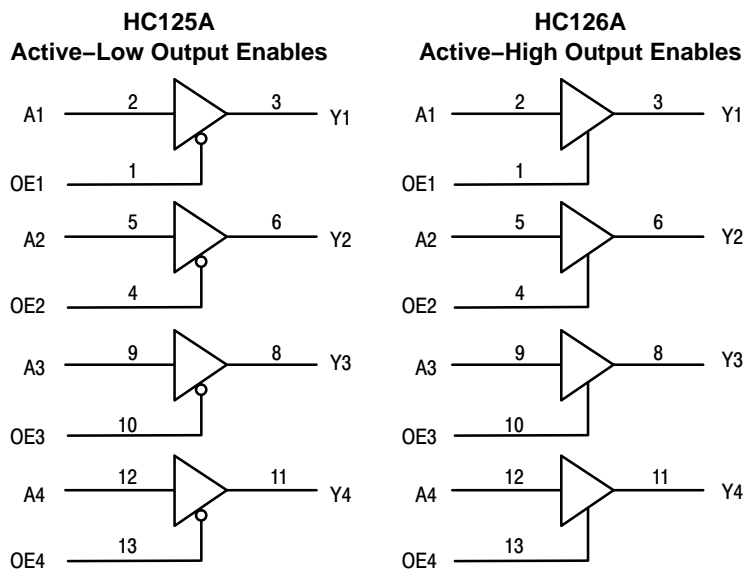 HC125A
Active–Low Output Enables
A1 2 3 Y1
OE1 1
A2 5 6 Y2
OE2 4
A3 9 8 Y3
OE3 10
A4 12 11 Y4
OE4 13
HC126A
Active–High Output Enables
A1 2 3 Y1
OE1 1
A2 5 6 Y2
OE2 4
A3 9 8 Y3
OE3 10
A4 12 11 Y4
OE4 13